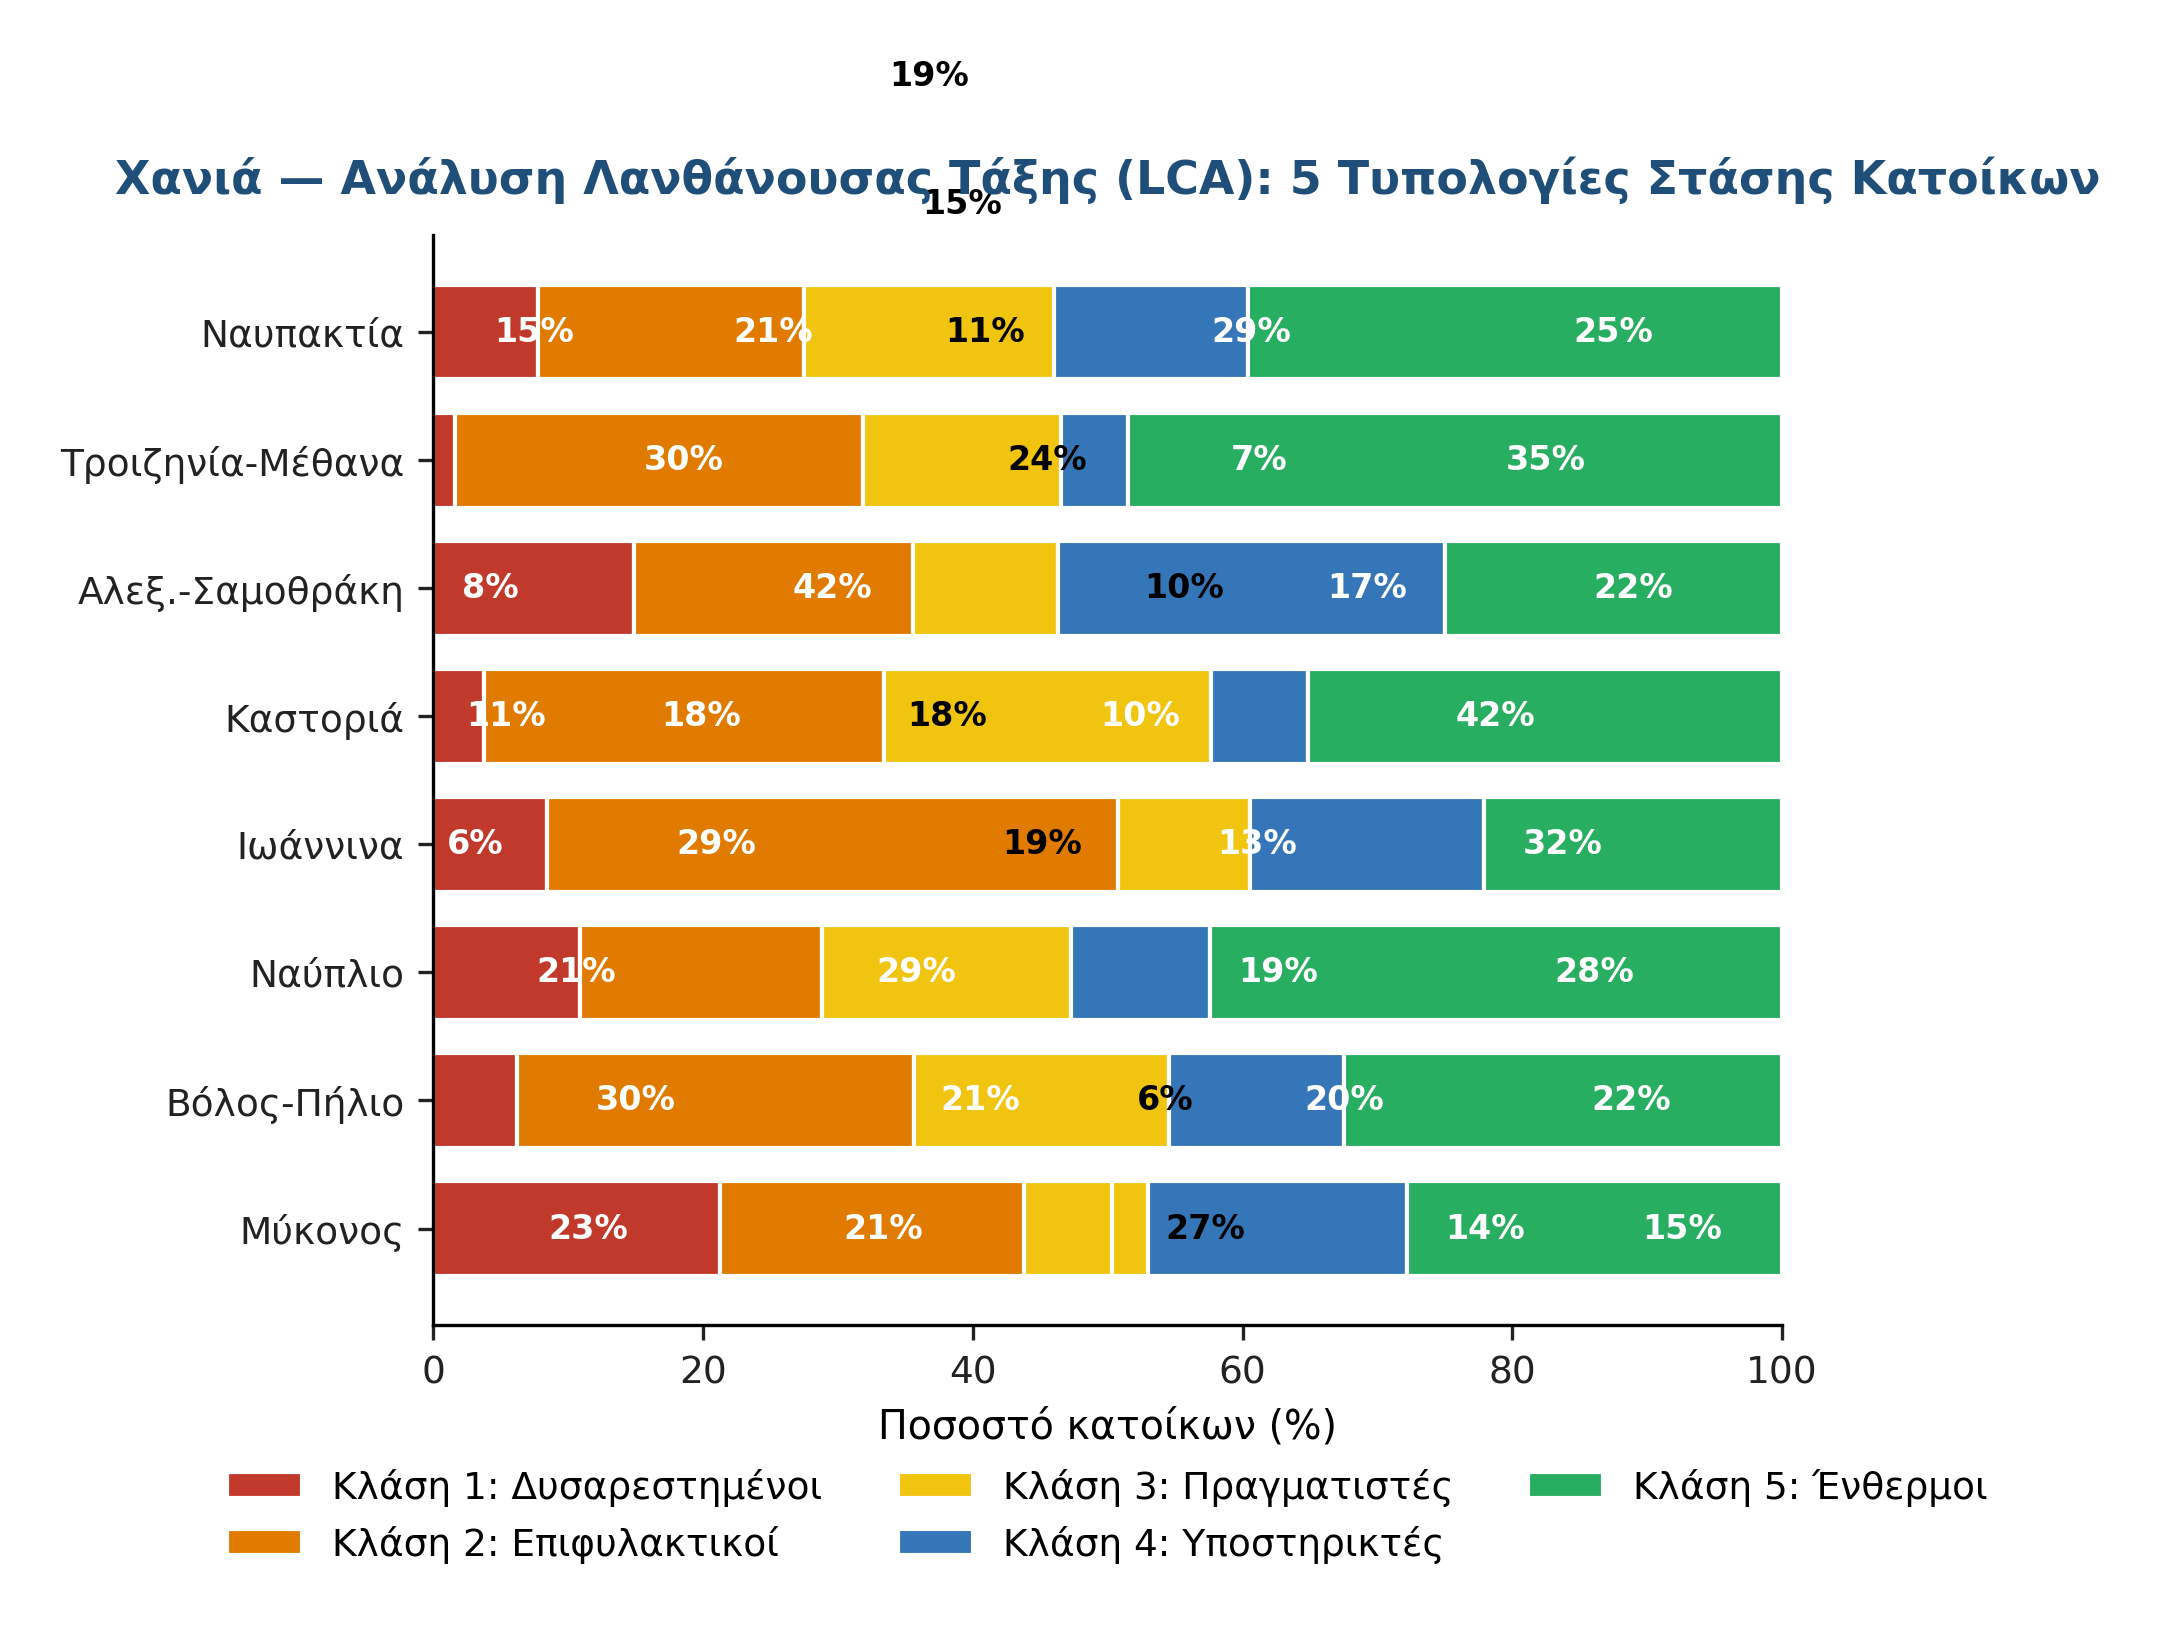 19%
Χανιά — Ανάλυση Λανθάνουσας Τάξης (LCA): 5 Τυπολογίες Στάσης Κατοίκων
15%
Ναυπακτία 15% 21% 11% 29% 25%
Τροιζηνία-Μέθανα 30% 24% 7% 35%
Αλεξ.-Σαμοθράκη 8% 42% 10% 17% 22%
Καστοριά 11% 18% 18% 10% 42%
Ιωάννινα 6% 29% 19% 13% 32%
Ναύπλιο 21% 29% 19% 28%
Βόλος-Πήλιο 30% 21% 6% 20% 22%
Μύκονος 23% 21% 27% 14% 15%
0 20 40 60 80 100
Ποσοστό κατοίκων (%)
Κλάση 1: Δυσαρεστημένοι
Κλάση 2: Επιφυλακτικοί
Κλάση 3: Πραγματιστές
Κλάση 4: Υποστηρικτές
Κλάση 5: Ένθερμοι